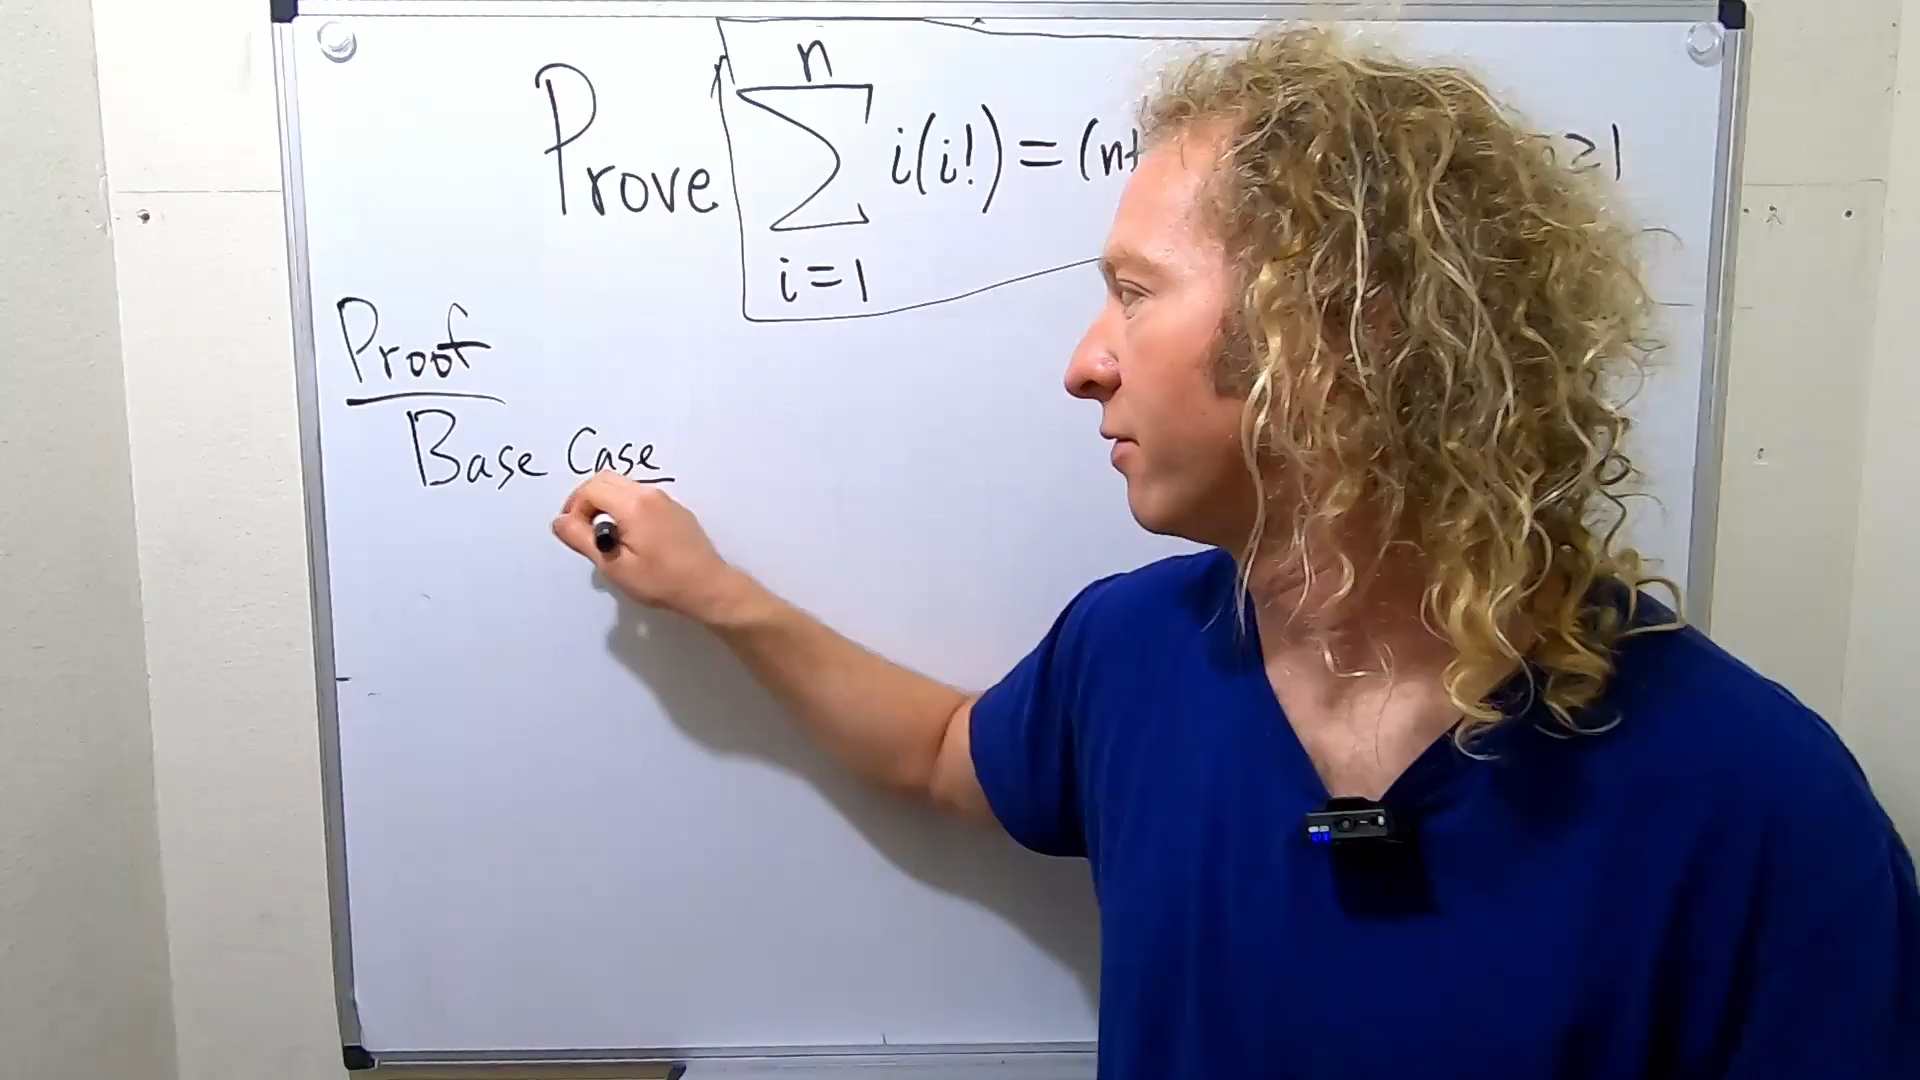 Prove
n
∑ i(i!) = (n+ ≥1
i=1
Proof
Base Case